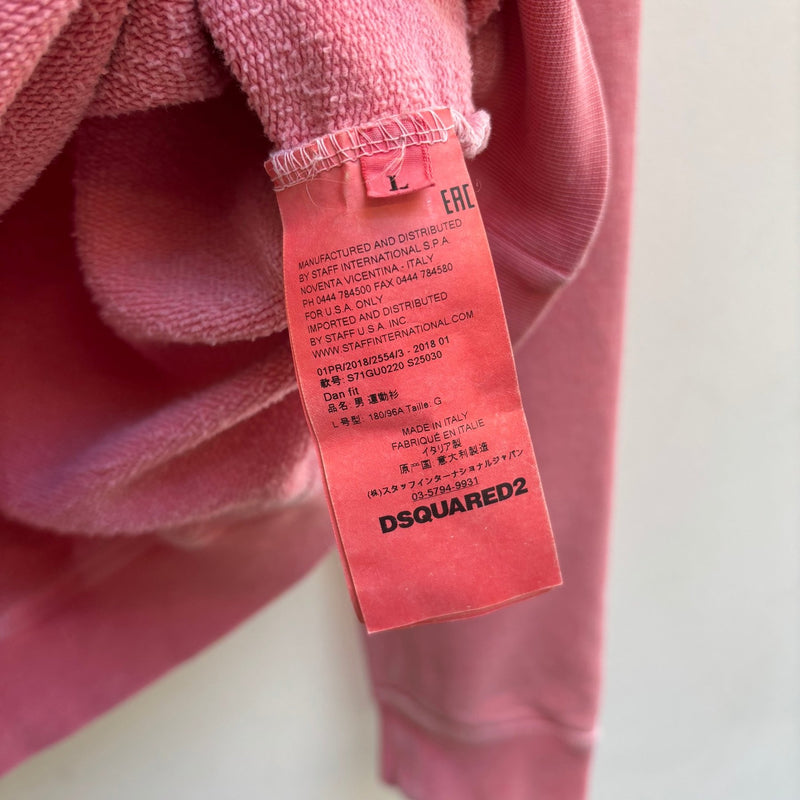 L
EAC
MANUFACTURED AND DISTRIBUTED
BY STAFF INTERNATIONAL S.P.A.
NOVENTA VICENTINA - ITALY
PH 0444 784500 FAX 0444 784580
FOR U.S.A. ONLY
IMPORTED AND DISTRIBUTED
BY STAFF U.S.A. INC
WWW.STAFFINTERNATIONAL.COM
01PR/2018/2554/3 - 2018 01
款号: S71GU0220 S25030
Dan fit
品名: 男 運動衫
L 号型: 180/96A Taille: G
MADE IN ITALY
FABRIQUÉ EN ITALIE
イタリア製
原一国 意大利製造
(株)スタッフインターナショナルジャパン
03-5794-9931
DSQUARED2